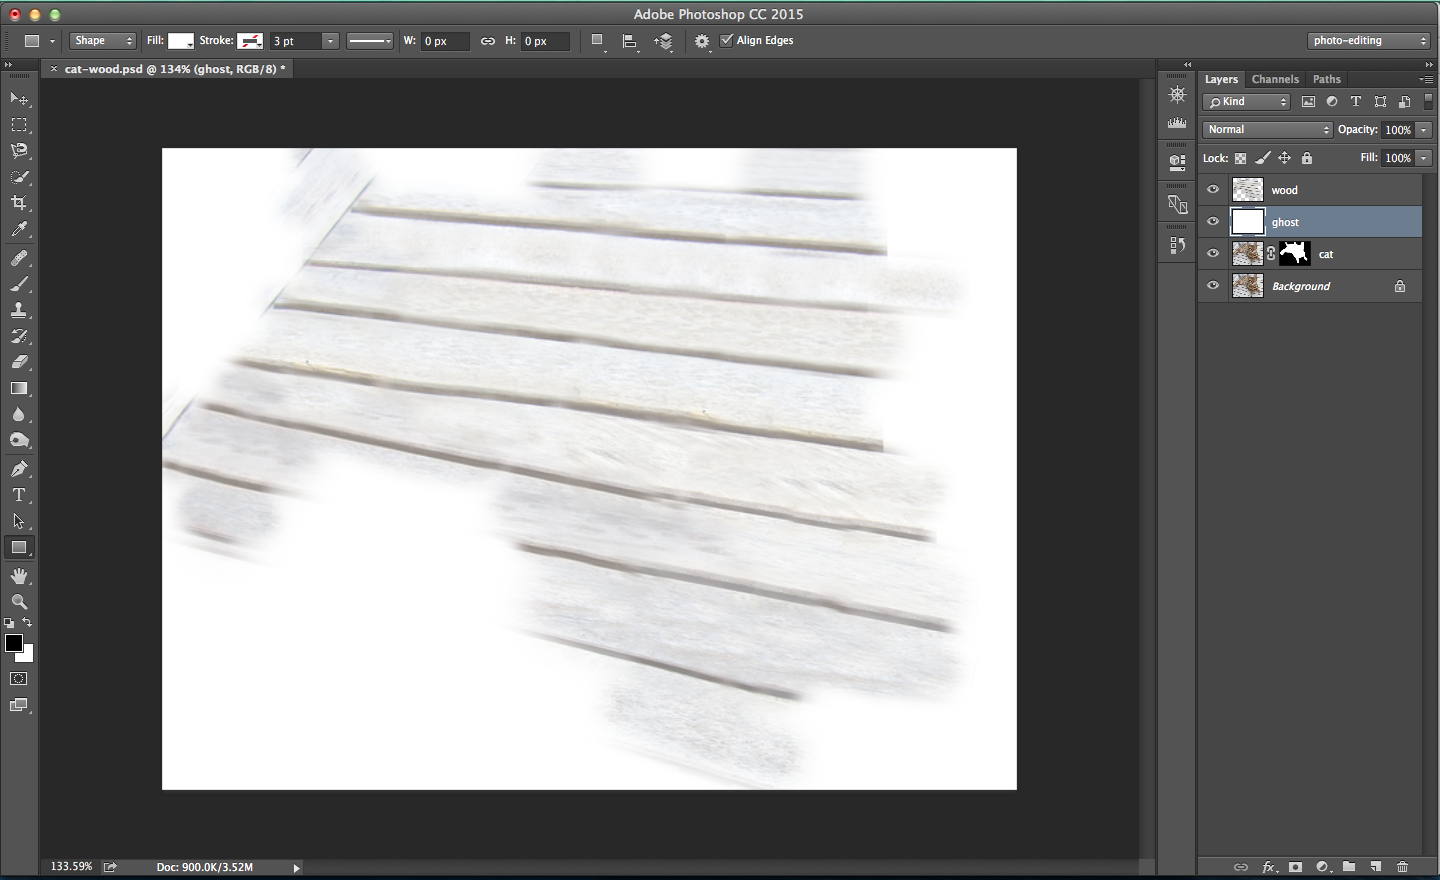 Adobe Photoshop CC 2015
Shape Fill: Stroke: 3 pt W: 0 px H: 0 px Align Edges photo-editing
× cat-wood.psd @ 134% (ghost, RGB/8) *
Layers Channels Paths
Kind T
Normal Opacity: 100%
Lock: Fill: 100%
wood
ghost
cat
Background
T
133.59% Doc: 900.0K/3.52M
fx